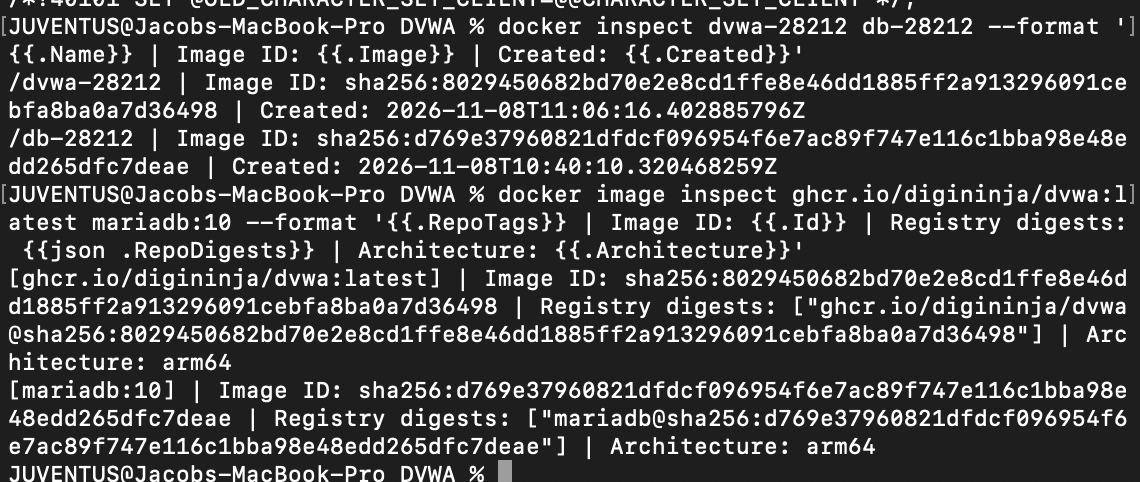 /*!40101 SET @OLD_CHARACTER_SET_CLIENT=@@CHARACTER_SET_CLIENT */;
[JUVENTUS@Jacobs-MacBook-Pro DVWA % docker inspect dvwa-28212 db-28212 --format ']
{{.Name}} | Image ID: {{.Image}} | Created: {{.Created}}'
/dvwa-28212 | Image ID: sha256:8029450682bd70e2e8cd1ffe8e46dd1885ff2a913296091ce
bfa8ba0a7d36498 | Created: 2026-11-08T11:06:16.402885796Z
/db-28212 | Image ID: sha256:d769e37960821dfdcf096954f6e7ac89f747e116c1bba98e48e
dd265dfc7deae | Created: 2026-11-08T10:40:10.320468259Z
[JUVENTUS@Jacobs-MacBook-Pro DVWA % docker image inspect ghcr.io/digininja/dvwa:l]
atest mariadb:10 --format '{{.RepoTags}} | Image ID: {{.Id}} | Registry digests:
 {{json .RepoDigests}} | Architecture: {{.Architecture}}'
[ghcr.io/digininja/dvwa:latest] | Image ID: sha256:8029450682bd70e2e8cd1ffe8e46d
d1885ff2a913296091cebfa8ba0a7d36498 | Registry digests: ["ghcr.io/digininja/dvwa
@sha256:8029450682bd70e2e8cd1ffe8e46dd1885ff2a913296091cebfa8ba0a7d36498"] | Arc
hitecture: arm64
[mariadb:10] | Image ID: sha256:d769e37960821dfdcf096954f6e7ac89f747e116c1bba98e
48edd265dfc7deae | Registry digests: ["mariadb@sha256:d769e37960821dfdcf096954f6
e7ac89f747e116c1bba98e48edd265dfc7deae"] | Architecture: arm64
JUVENTUS@Jacobs-MacBook-Pro DVWA %